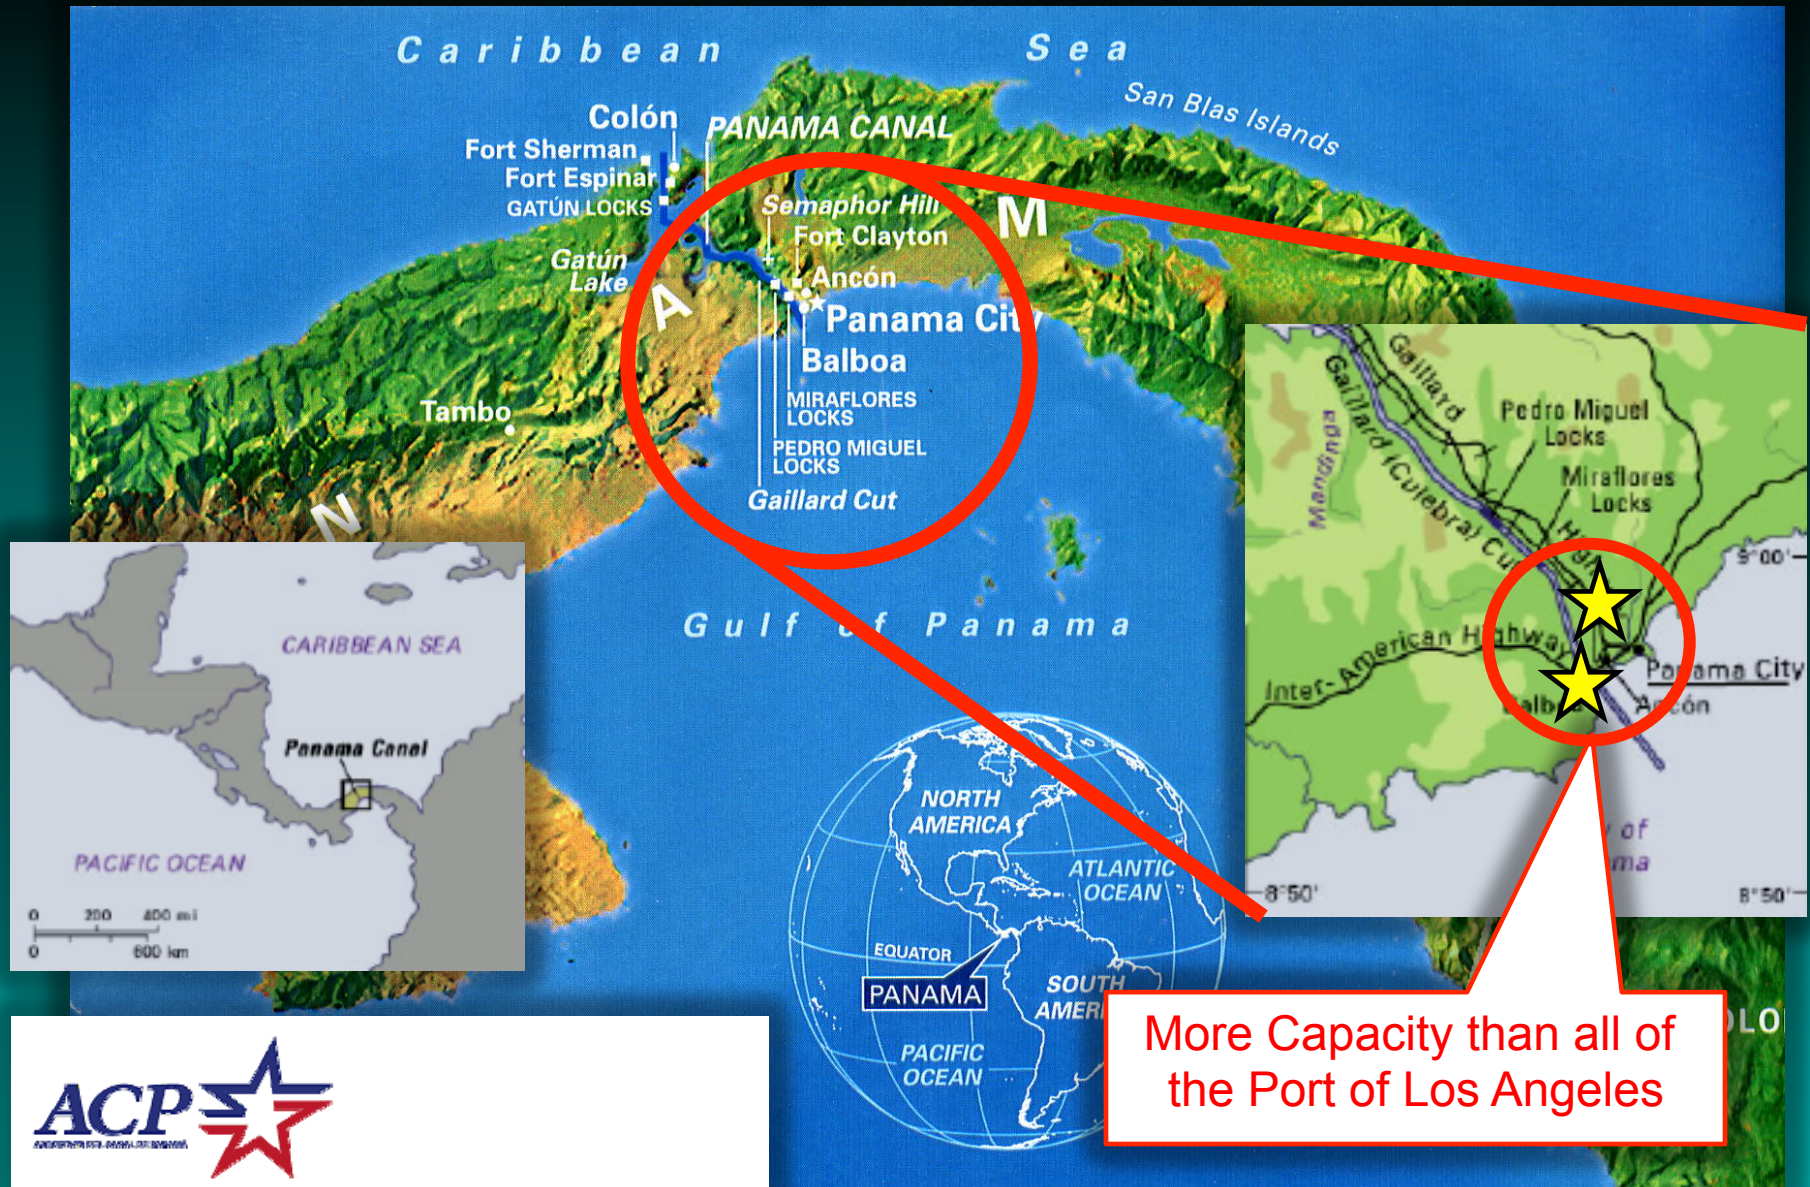 Caribbean Sea
San Blas Islands
Colón
PANAMA CANAL
Fort Sherman
Fort Espinar
GATÚN LOCKS
Semaphor Hill
Fort Clayton
M
Gatún
Lake
A
Ancón
Panama City
Balboa
MIRAFLORES
LOCKS
Tambo
PEDRO MIGUEL
LOCKS
Gaillard Cut
N
Gulf of Panama
Gaillard
Gaillard (Culebra) Cut
Mandinga
Pedro Miguel
Locks
Miraflores
Locks
9°00'
Inter-American Highway
Panama City
Balboa
Ancón
of
8°50'
8°50'
CARIBBEAN SEA
Panama Canal
PACIFIC OCEAN
0 200 400 mi
0 600 km
NORTH
AMERICA
ATLANTIC
OCEAN
EQUATOR
PANAMA
SOUTH
PACIFIC
OCEAN
More Capacity than all of
the Port of Los Angeles
ACP